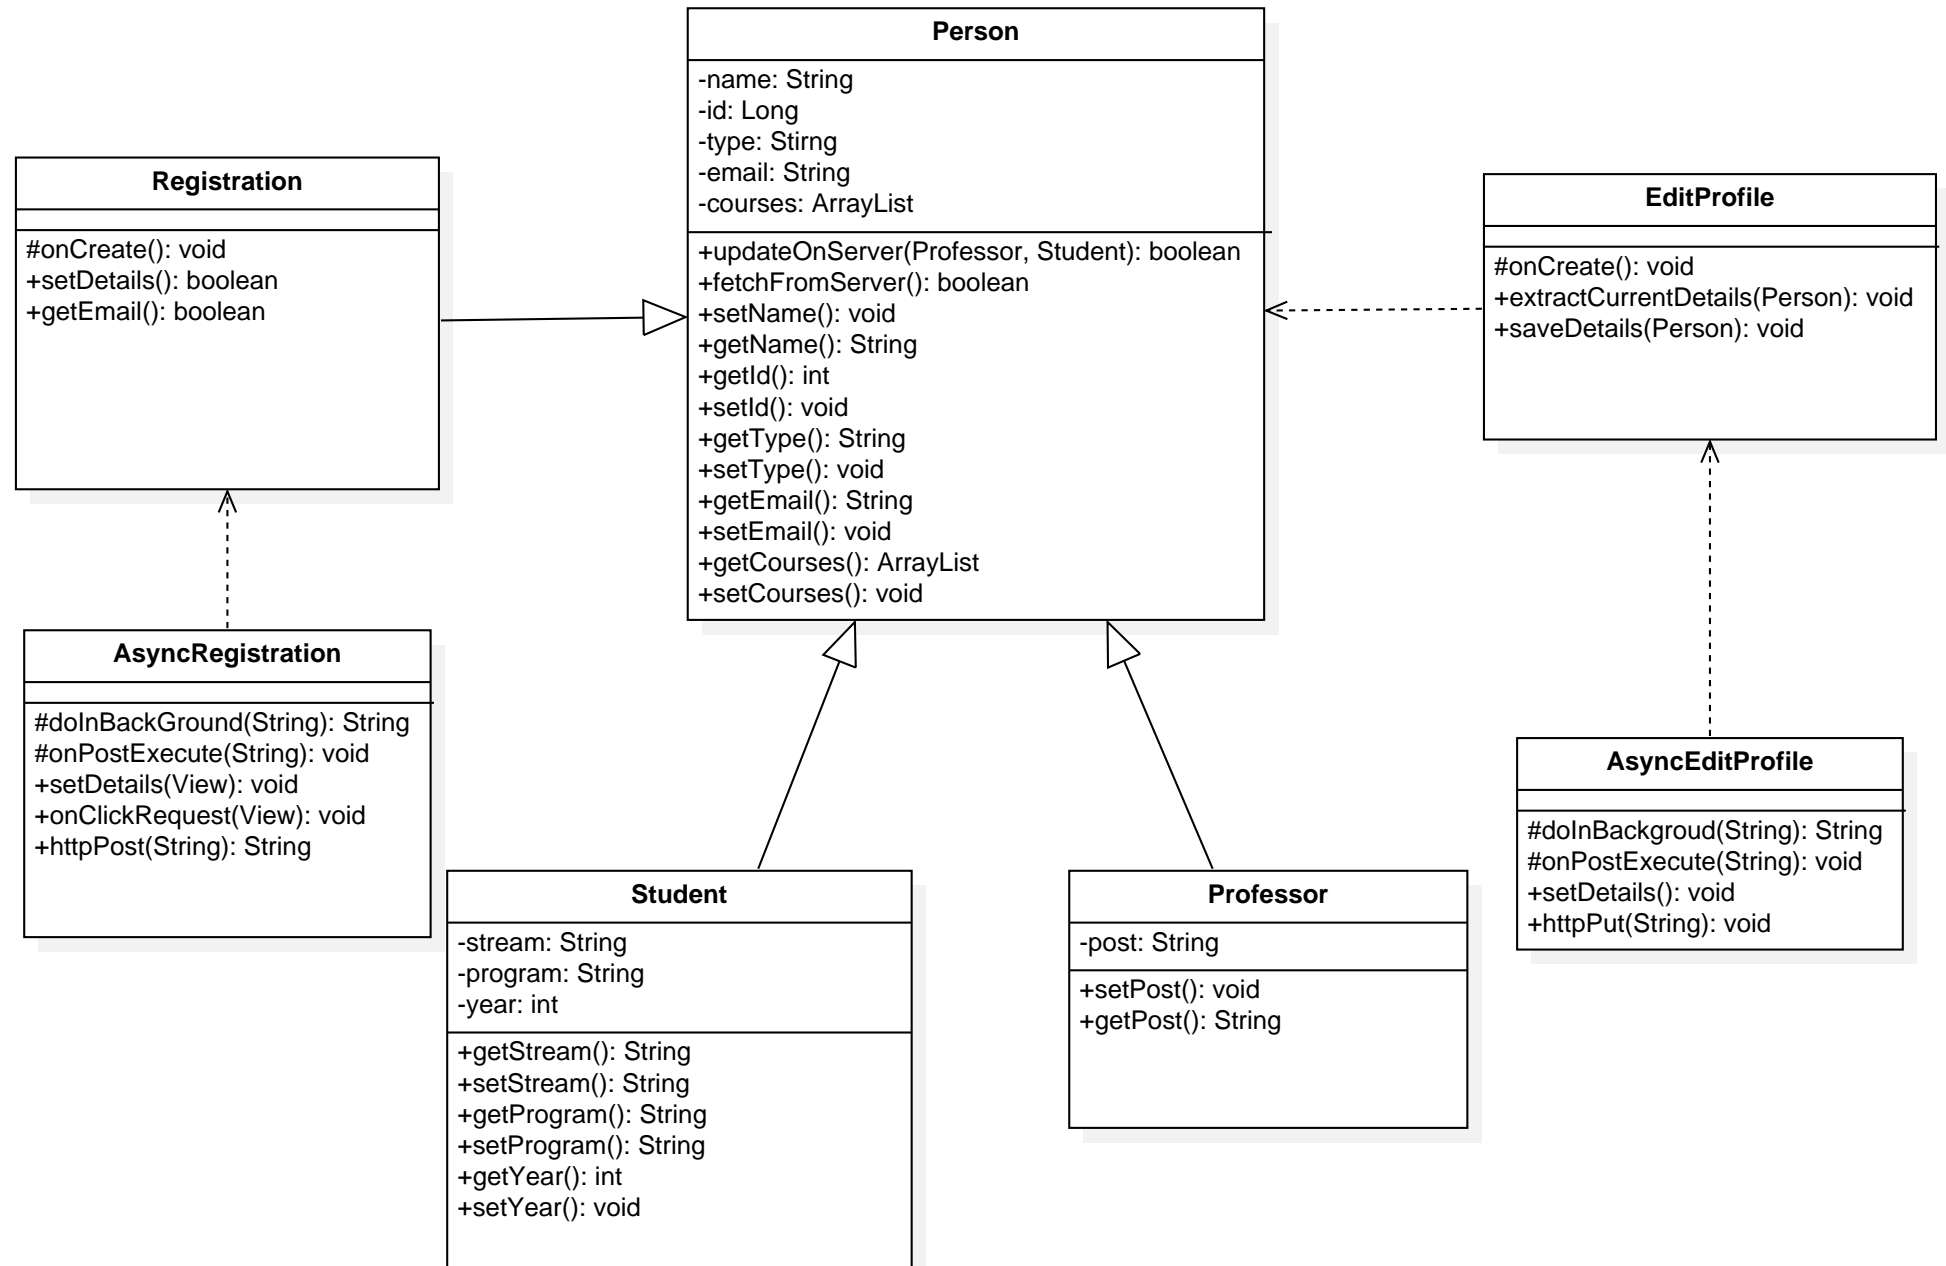 Person
-name: String
-id: Long
-type: Stirng
-email: String
-courses: ArrayList
+updateOnServer(Professor, Student): boolean
+fetchFromServer(): boolean
+setName(): void
+getName(): String
+getId(): int
+setId(): void
+getType(): String
+setType(): void
+getEmail(): String
+setEmail(): void
+getCourses(): ArrayList
+setCourses(): void
Registration
#onCreate(): void
+setDetails(): boolean
+getEmail(): boolean
EditProfile
#onCreate(): void
+extractCurrentDetails(Person): void
+saveDetails(Person): void
AsyncRegistration
#doInBackGround(String): String
#onPostExecute(String): void
+setDetails(View): void
+onClickRequest(View): void
+httpPost(String): String
AsyncEditProfile
#doInBackgroud(String): String
#onPostExecute(String): void
+setDetails(): void
+httpPut(String): void
Student
-stream: String
-program: String
-year: int
+getStream(): String
+setStream(): String
+getProgram(): String
+setProgram(): String
+getYear(): int
+setYear(): void
Professor
-post: String
+setPost(): void
+getPost(): String